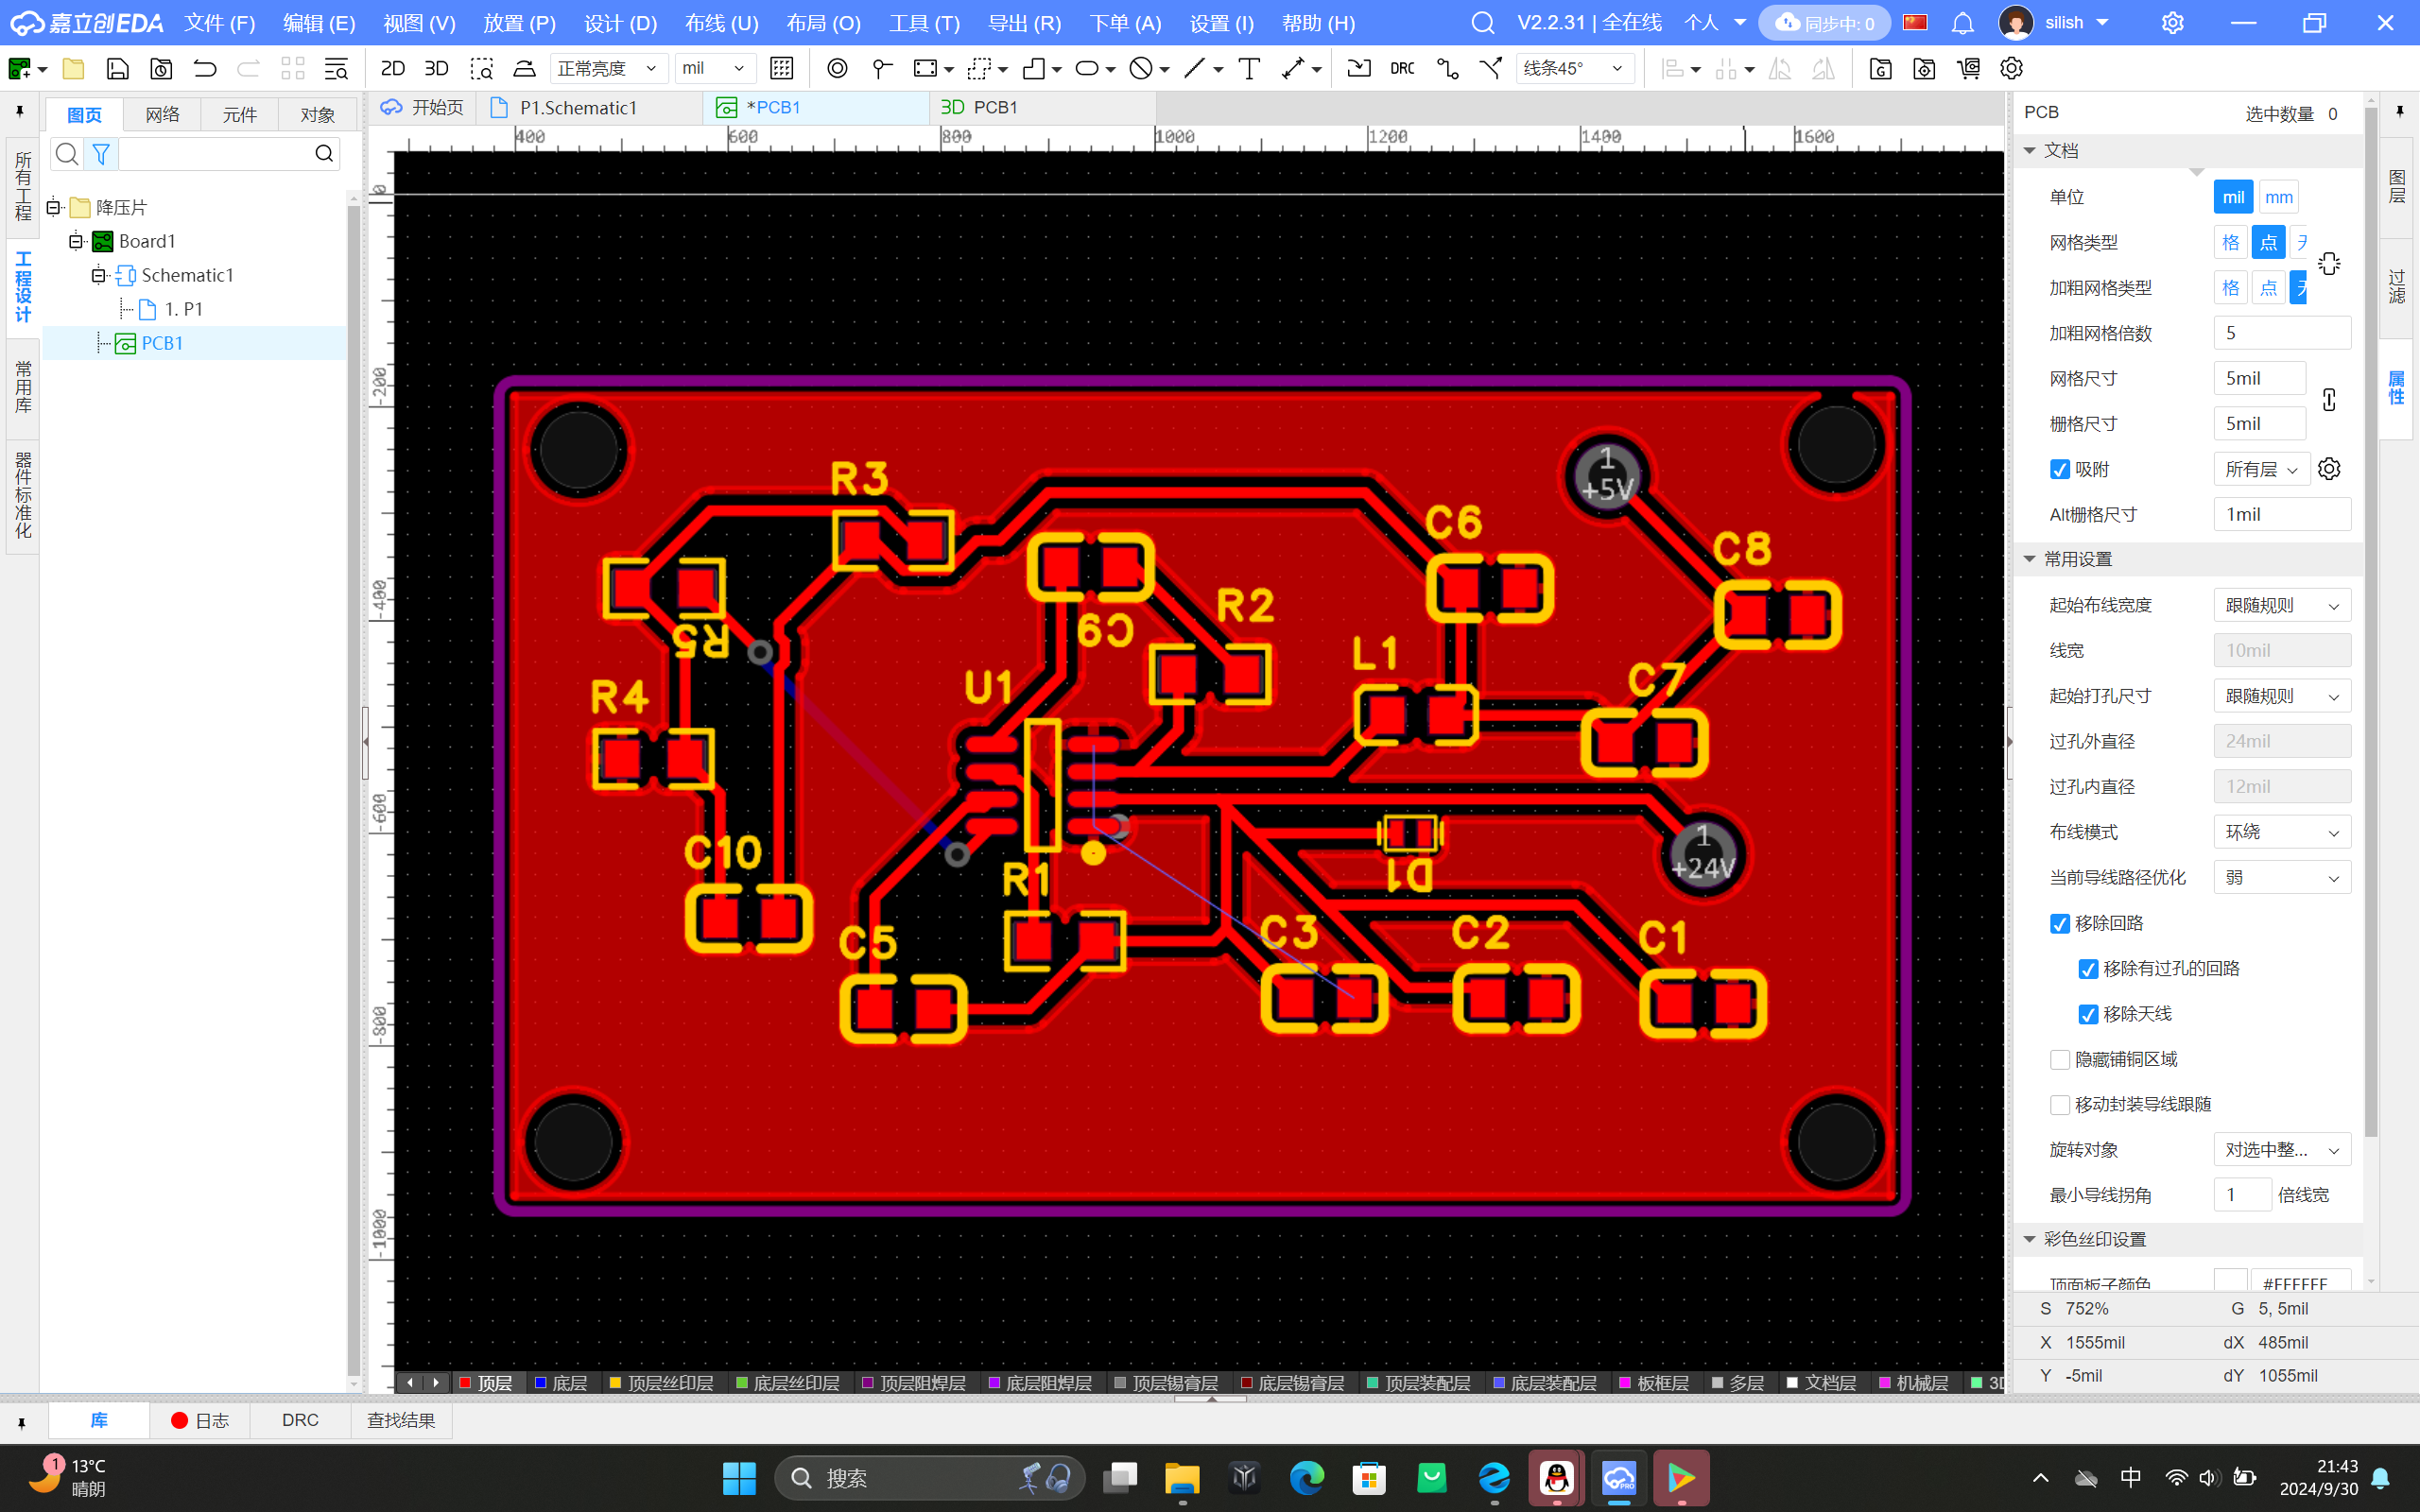 嘉立创EDA 文件 (F) 编辑 (E) 视图 (V) 放置 (P) 设计 (D) 布线 (U) 布局 (O) 工具 (T) 导出 (R) 下单 (A) 设置 (I) 帮助 (H) V2.2.31 | 全在线 个人 同步中: 0 silish
2D 3D 正常亮度 mil T DRC 线条45°
图页 网络 元件 对象
开始页 P1.Schematic1 *PCB1 3D PCB1
PCB 选中数量 0
所有工程
工程设计
常用库
器件标准化
降压片
Board1
Schematic1
1. P1
PCB1
400 600 800 1000 1200 1400 1600
0
-200
-400
-600
-800
-1000
R3
1
+5V
C6
C8
R5
C9
R2
R4
U1
L1
C7
C10
R1
D1
1
+24V
C5
C3
C2
C1
文档
单位 mil mm
网格类型 格 点
加粗网格类型 格 点
加粗网格倍数 5
网格尺寸 5mil
栅格尺寸 5mil
吸附 所有层
Alt栅格尺寸 1mil
常用设置
起始布线宽度 跟随规则
线宽 10mil
起始打孔尺寸 跟随规则
过孔外直径 24mil
过孔内直径 12mil
布线模式 环绕
当前导线路径优化 弱
移除回路
移除有过孔的回路
移除天线
隐藏铺铜区域
移动封装导线跟随
旋转对象 对选中整...
最小导线拐角 1 倍线宽
彩色丝印设置
顶面板子颜色 #FFFFFF
S 752% G 5, 5mil
X 1555mil dX 485mil
Y -5mil dY 1055mil
图层
过滤
属性
顶层 底层 顶层丝印层 底层丝印层 顶层阻焊层 底层阻焊层 顶层锡膏层 底层锡膏层 顶层装配层 底层装配层 板框层 多层 文档层 机械层
库 日志 DRC 查找结果
1 13°C
晴朗
搜索
PRO
中
21:43
2024/9/30